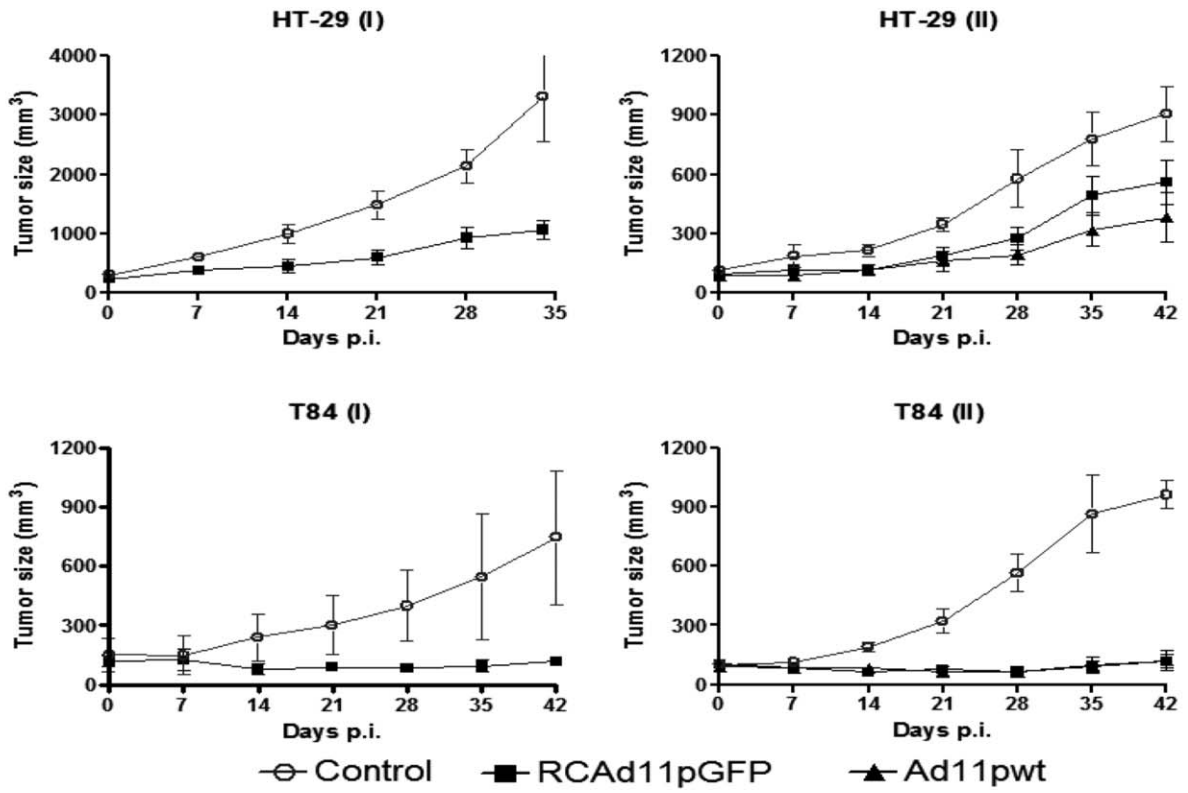 HT-29 (I)
Tumor size (mm³)
4000
3000
2000
1000
0
0 7 14 21 28 35
Days p.i.
HT-29 (II)
Tumor size (mm³)
1200
900
600
300
0
0 7 14 21 28 35 42
Days p.i.
T84 (I)
Tumor size (mm³)
1200
900
600
300
0
0 7 14 21 28 35 42
Days p.i.
T84 (II)
Tumor size (mm³)
1200
900
600
300
0
0 7 14 21 28 35 42
Days p.i.
Control RCAd11pGFP Ad11pwt